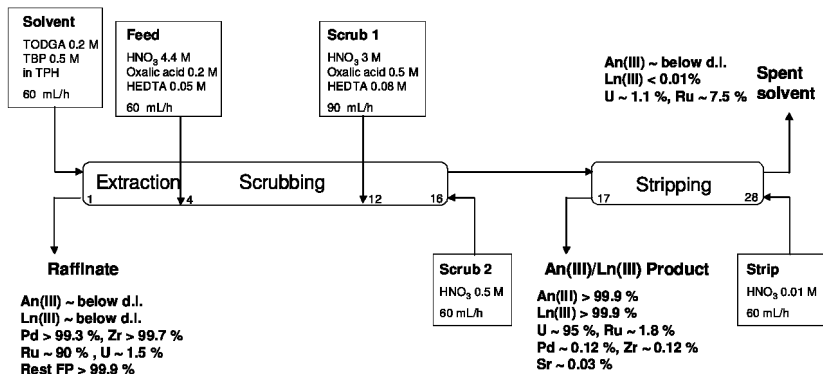 Solvent
TODGA 0.2 M
TBP 0.5 M
in TPH
60 mL/h
Feed
HNO₃ 4.4 M
Oxalic acid 0.2 M
HEDTA 0.05 M
60 mL/h
Scrub 1
HNO₃ 3 M
Oxalic acid 0.5 M
HEDTA 0.08 M
90 mL/h
An(III) ~ below d.l.
Ln(III) < 0.01%
U ~ 1.1 %, Ru ~ 7.5 %
Spent
solvent
Extraction
Scrubbing
1
4
12
16
Stripping
17
28
Raffinate
An(III) ~ below d.l.
Ln(III) ~ below d.l.
Pd > 99.3 %, Zr > 99.7 %
Ru ~ 90 % , U ~ 1.5 %
Rest FP > 99.9 %
Scrub 2
HNO₃ 0.5 M
60 mL/h
An(III)/Ln(III) Product
An(III) > 99.9 %
Ln(III) > 99.9 %
U ~ 95 %, Ru ~ 1.8 %
Pd ~ 0.12 %, Zr ~ 0.12 %
Sr ~ 0.03 %
Strip
HNO₃ 0.01 M
60 mL/h